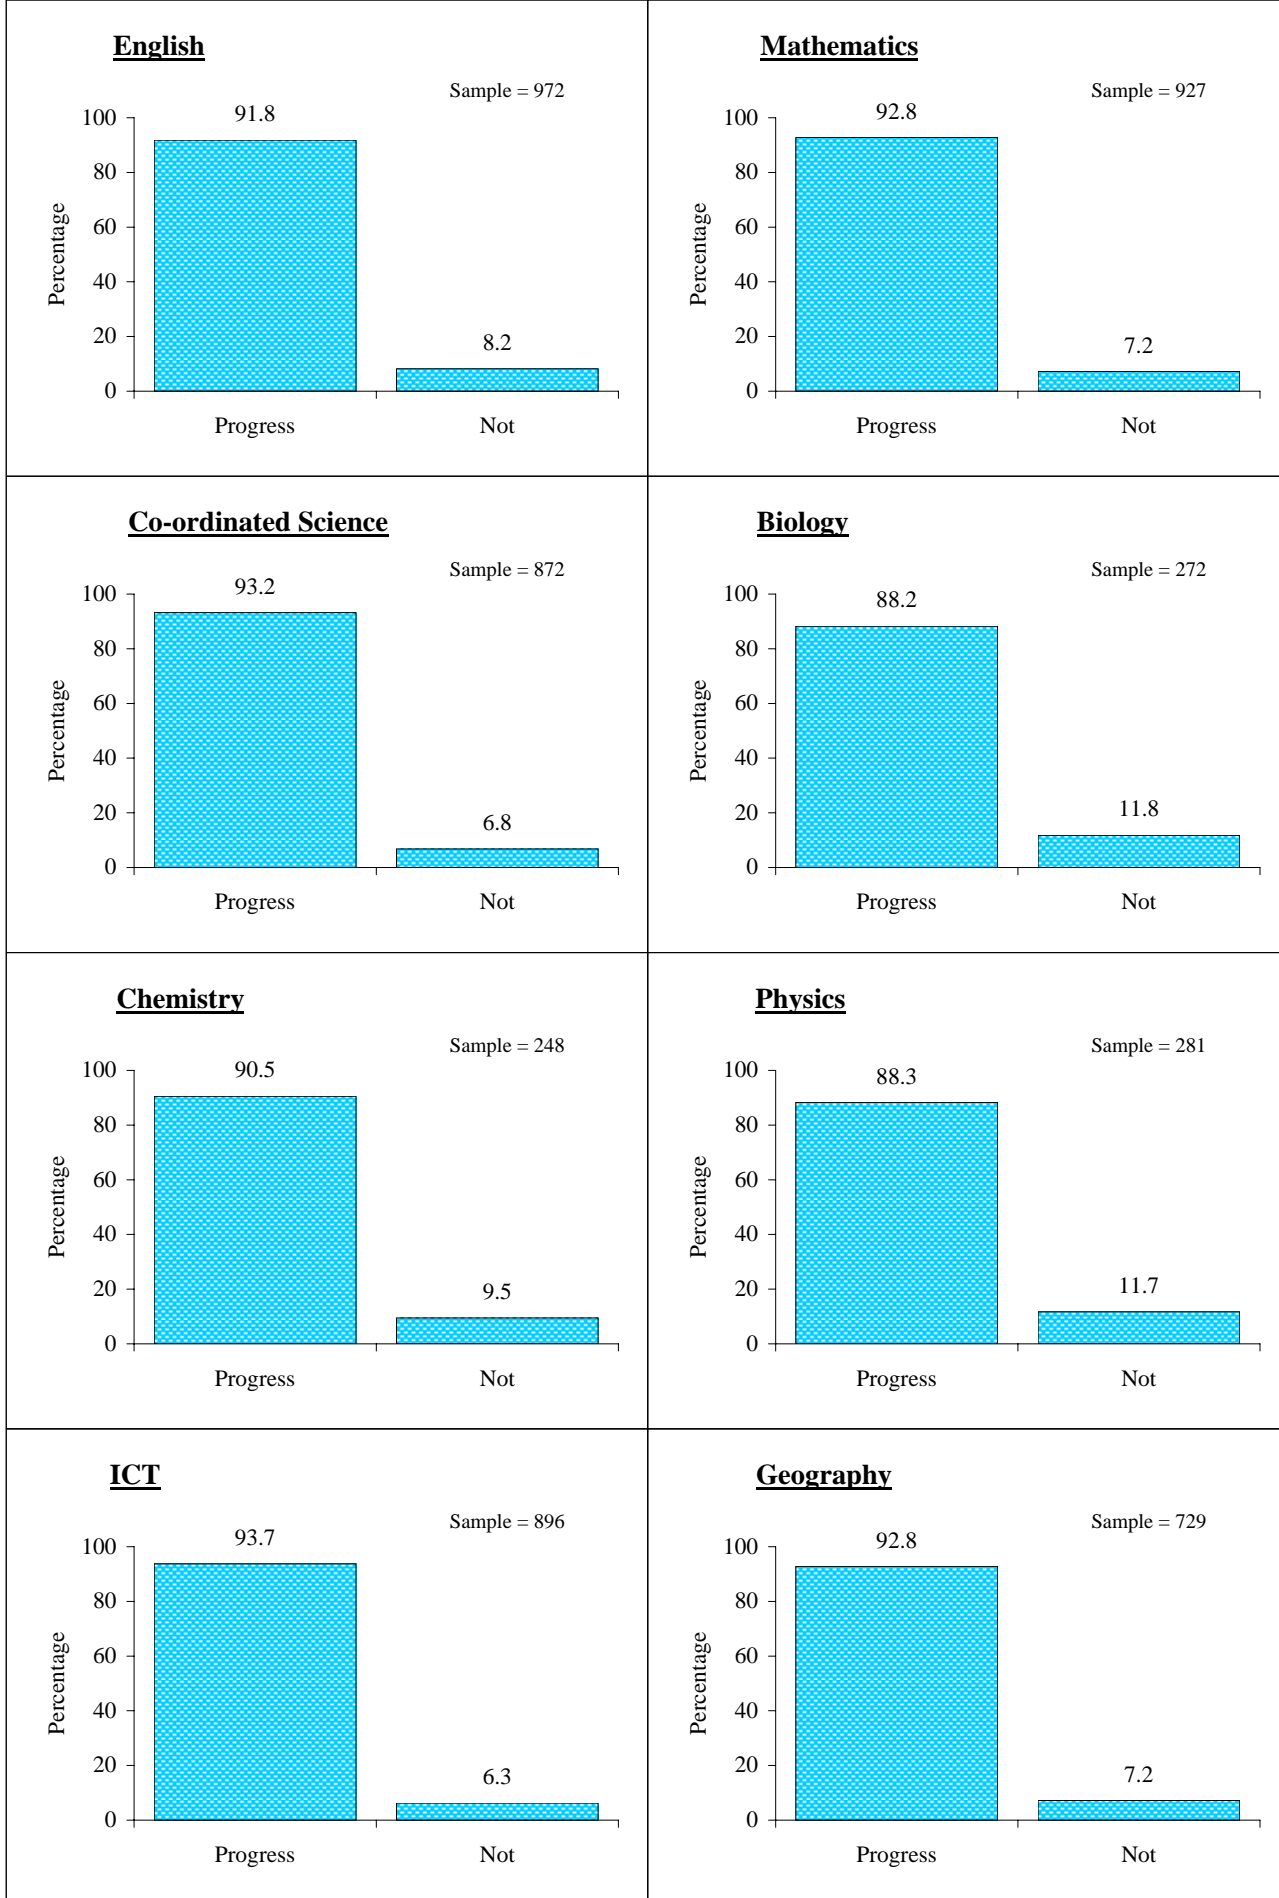 English
Sample = 972
91.8
100
80
60
40
20
0
Percentage
8.2
Progress
Not
Mathematics
Sample = 927
92.8
100
80
60
40
20
0
Percentage
7.2
Progress
Not
Co-ordinated Science
Sample = 872
93.2
100
80
60
40
20
0
Percentage
6.8
Progress
Not
Biology
Sample = 272
88.2
100
80
60
40
20
0
Percentage
11.8
Progress
Not
Chemistry
Sample = 248
90.5
100
80
60
40
20
0
Percentage
9.5
Progress
Not
Physics
Sample = 281
88.3
100
80
60
40
20
0
Percentage
11.7
Progress
Not
ICT
Sample = 896
93.7
100
80
60
40
20
0
Percentage
6.3
Progress
Not
Geography
Sample = 729
92.8
100
80
60
40
20
0
Percentage
7.2
Progress
Not